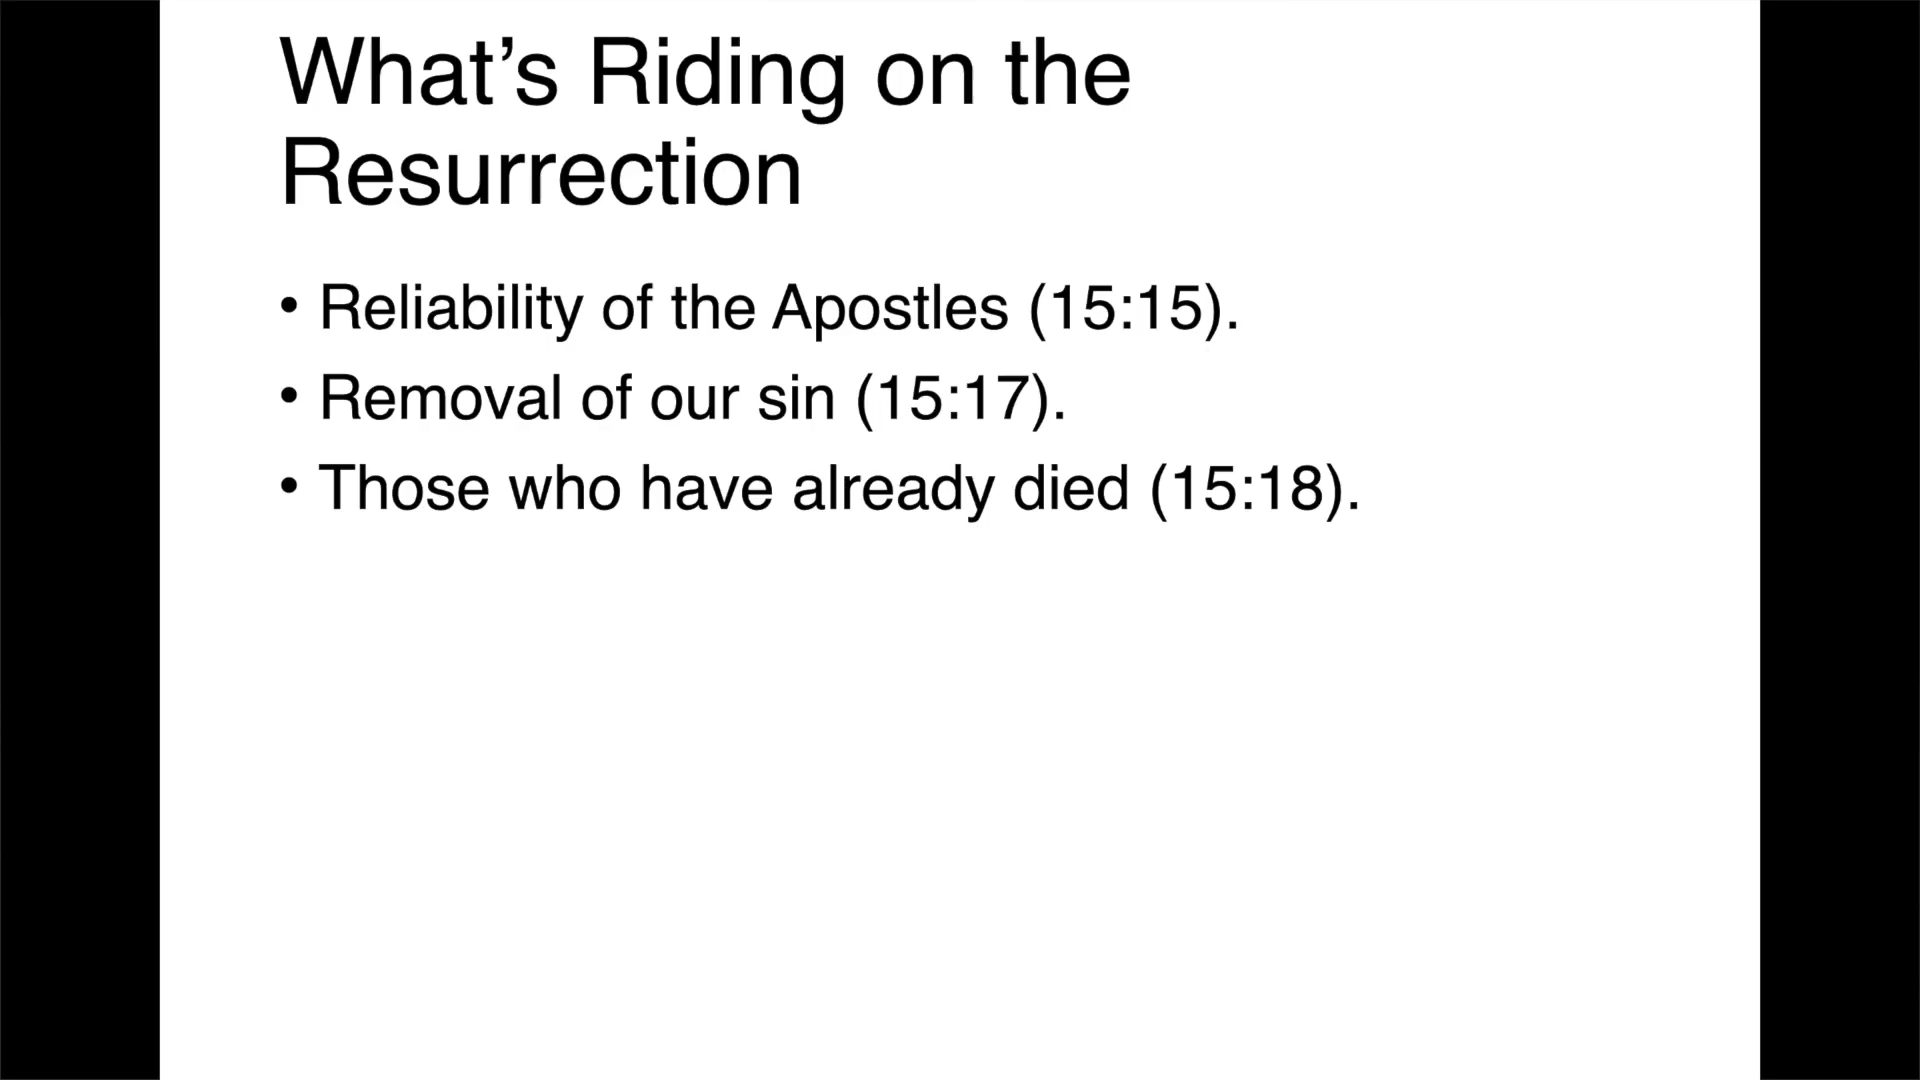 What’s Riding on the
Resurrection
• Reliability of the Apostles (15:15).
• Removal of our sin (15:17).
• Those who have already died (15:18).